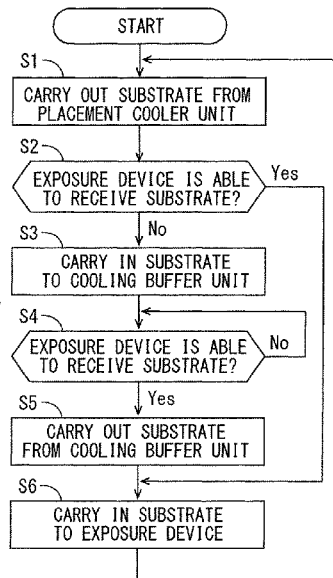 START
S1
CARRY OUT SUBSTRATE FROM
PLACEMENT COOLER UNIT
S2
EXPOSURE DEVICE IS ABLE
TO RECEIVE SUBSTRATE?
Yes
No
S3
CARRY IN SUBSTRATE
TO COOLING BUFFER UNIT
S4
EXPOSURE DEVICE IS ABLE
TO RECEIVE SUBSTRATE?
No
Yes
S5
CARRY OUT SUBSTRATE
FROM COOLING BUFFER UNIT
S6
CARRY IN SUBSTRATE
TO EXPOSURE DEVICE